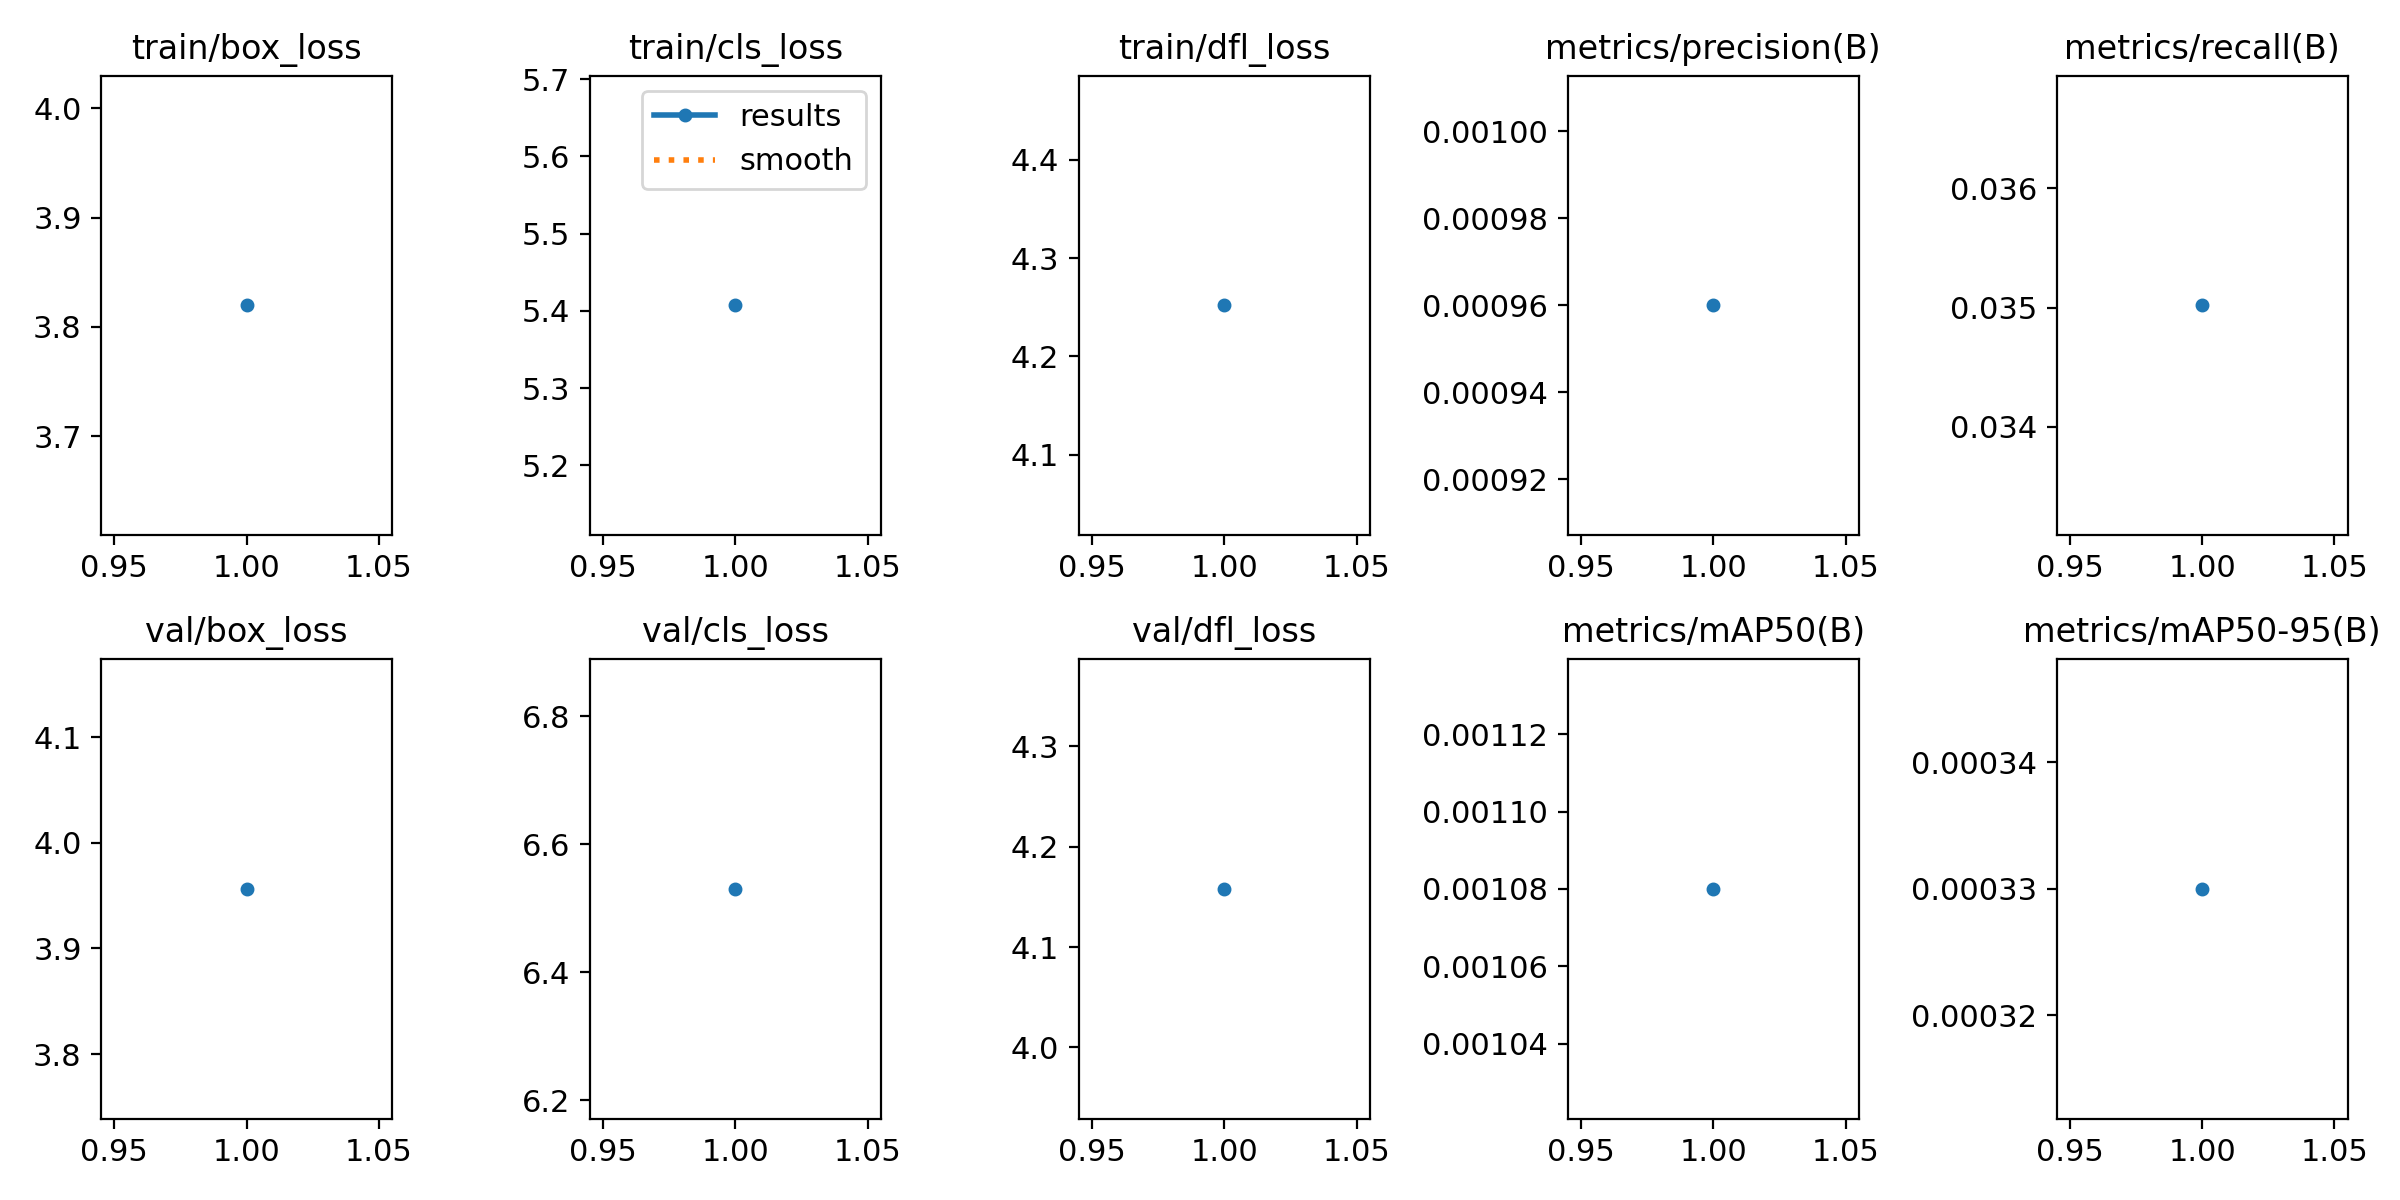 train/box_loss
4.0
3.9
3.8
3.7
0.95 1.00 1.05
train/cls_loss
5.7
5.6
5.5
5.4
5.3
5.2
results
smooth
0.95 1.00 1.05
train/dfl_loss
4.4
4.3
4.2
4.1
0.95 1.00 1.05
metrics/precision(B)
0.00100
0.00098
0.00096
0.00094
0.00092
0.95 1.00 1.05
metrics/recall(B)
0.036
0.035
0.034
0.95 1.00 1.05
val/box_loss
4.1
4.0
3.9
3.8
0.95 1.00 1.05
val/cls_loss
6.8
6.6
6.4
6.2
0.95 1.00 1.05
val/dfl_loss
4.3
4.2
4.1
4.0
0.95 1.00 1.05
metrics/mAP50(B)
0.00112
0.00110
0.00108
0.00106
0.00104
0.95 1.00 1.05
metrics/mAP50-95(B)
0.00034
0.00033
0.00032
0.95 1.00 1.05